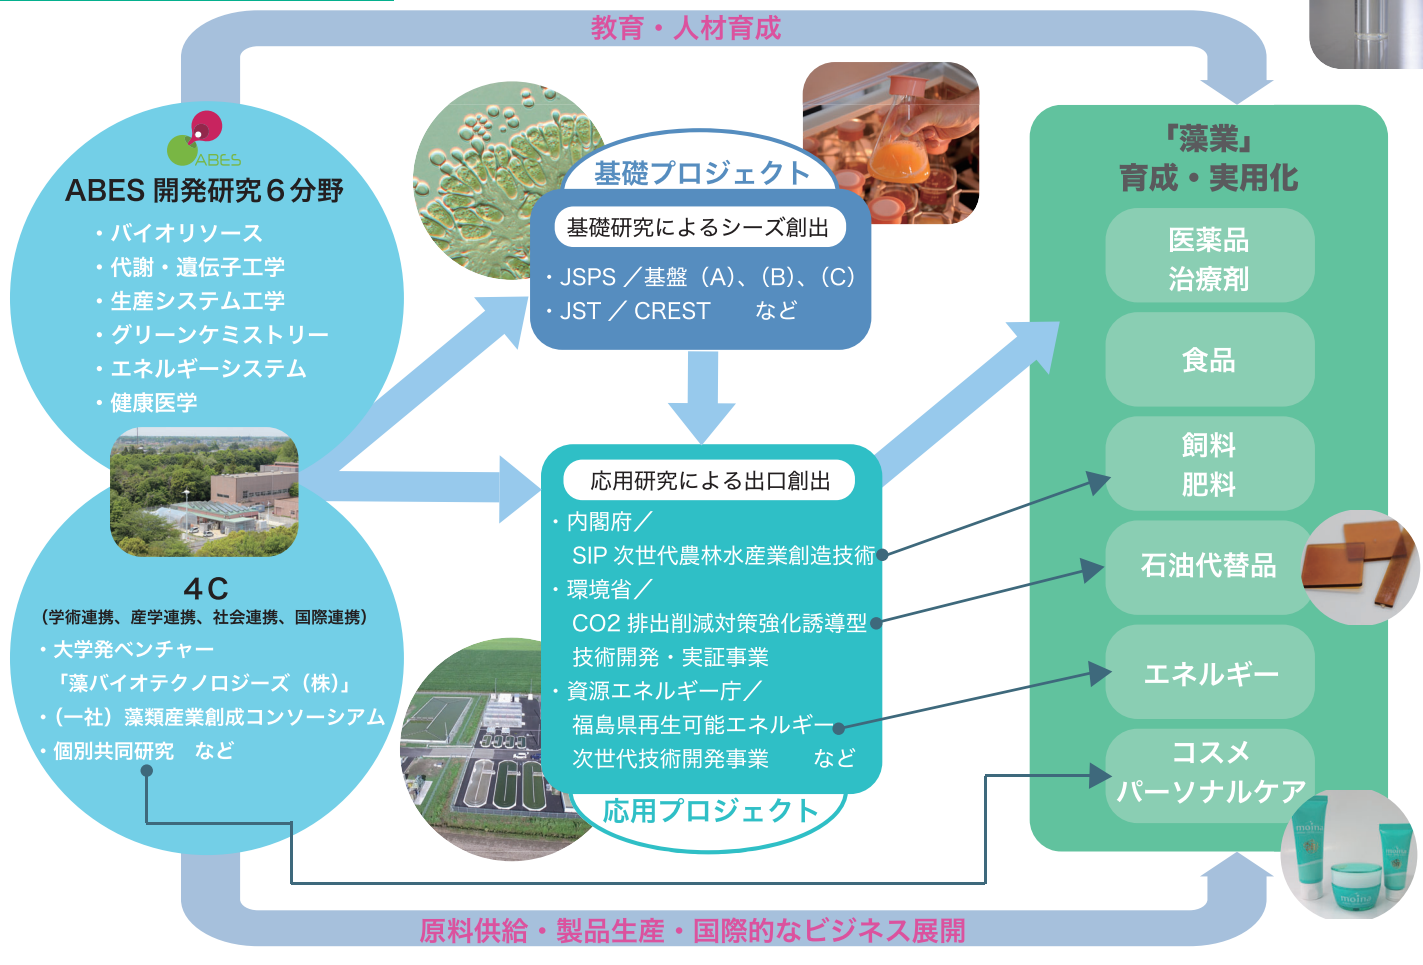 教育・人材育成
ABES
ABES 開発研究６分野
・バイオリソース
・代謝・遺伝子工学
・生産システム工学
・グリーンケミストリー
・エネルギーシステム
・健康医学
４C
（学術連携、産学連携、社会連携、国際連携）
・大学発ベンチャー
「藻バイオテクノロジーズ（株）」
・（一社）藻類産業創成コンソーシアム
・個別共同研究　など
基礎プロジェクト
基礎研究によるシーズ創出
・JSPS ／基盤（A）、（B）、（C）
・JST ／ CREST　　など
応用研究による出口創出
・内閣府／
SIP 次世代農林水産業創造技術
・環境省／
CO2 排出削減対策強化誘導型
技術開発・実証事業
・資源エネルギー庁／
福島県再生可能エネルギー
次世代技術開発事業　　など
応用プロジェクト
「藻業」
育成・実用化
医薬品
治療剤
食品
飼料
肥料
石油代替品
エネルギー
コスメ
パーソナルケア
moina
moina
moina
原料供給・製品生産・国際的なビジネス展開